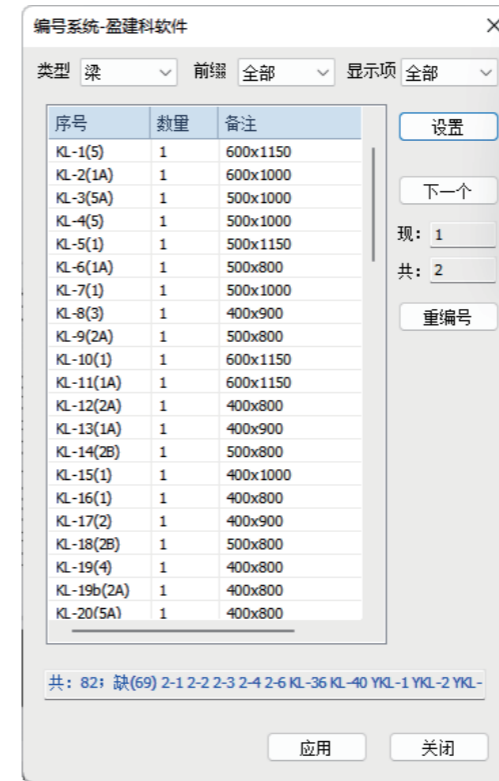 编号系统-盈建科软件
类型 梁 前缀 全部 显示项 全部
序号 数量 备注 设置
KL-1(5) 1 600x1150
KL-2(1A) 1 600x1000
KL-3(5A) 1 500x1000
下一个
KL-4(5) 1 500x1000
KL-5(1) 1 500x1150
现: 1
KL-6(1A) 1 500x800
共: 2
KL-7(1) 1 500x1000
KL-8(3) 1 400x900
重编号
KL-9(2A) 1 500x800
KL-10(1) 1 600x1150
KL-11(1A) 1 600x1150
KL-12(2A) 1 400x800
KL-13(1A) 1 400x900
KL-14(2B) 1 500x800
KL-15(1) 1 400x1000
KL-16(1) 1 400x800
KL-17(2) 1 400x900
KL-18(2B) 1 500x800
KL-19(4) 1 400x800
KL-19b(2A) 1 400x800
KL-20(5A) 1 400x800
共: 82; 缺(69) 2-1 2-2 2-3 2-4 2-6 KL-36 KL-40 YKL-1 YKL-2 YKL-
应用 关闭